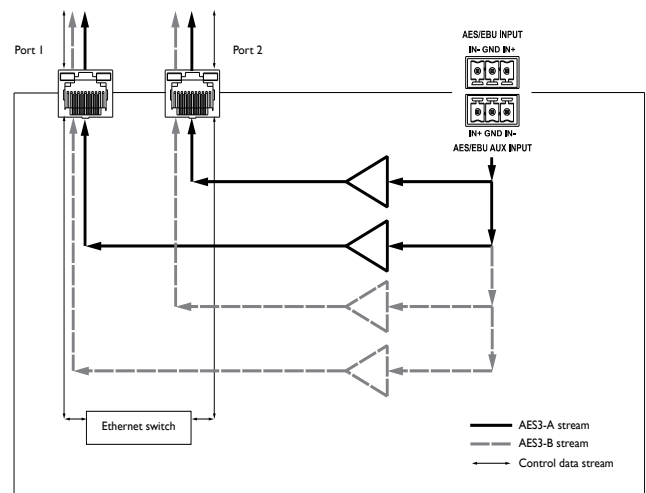 Port 1
Port 2
AES/EBU INPUT
IN- GND IN+
IN+ GND IN-
AES/EBU AUX INPUT
Ethernet switch
AES3-A stream
AES3-B stream
Control data stream